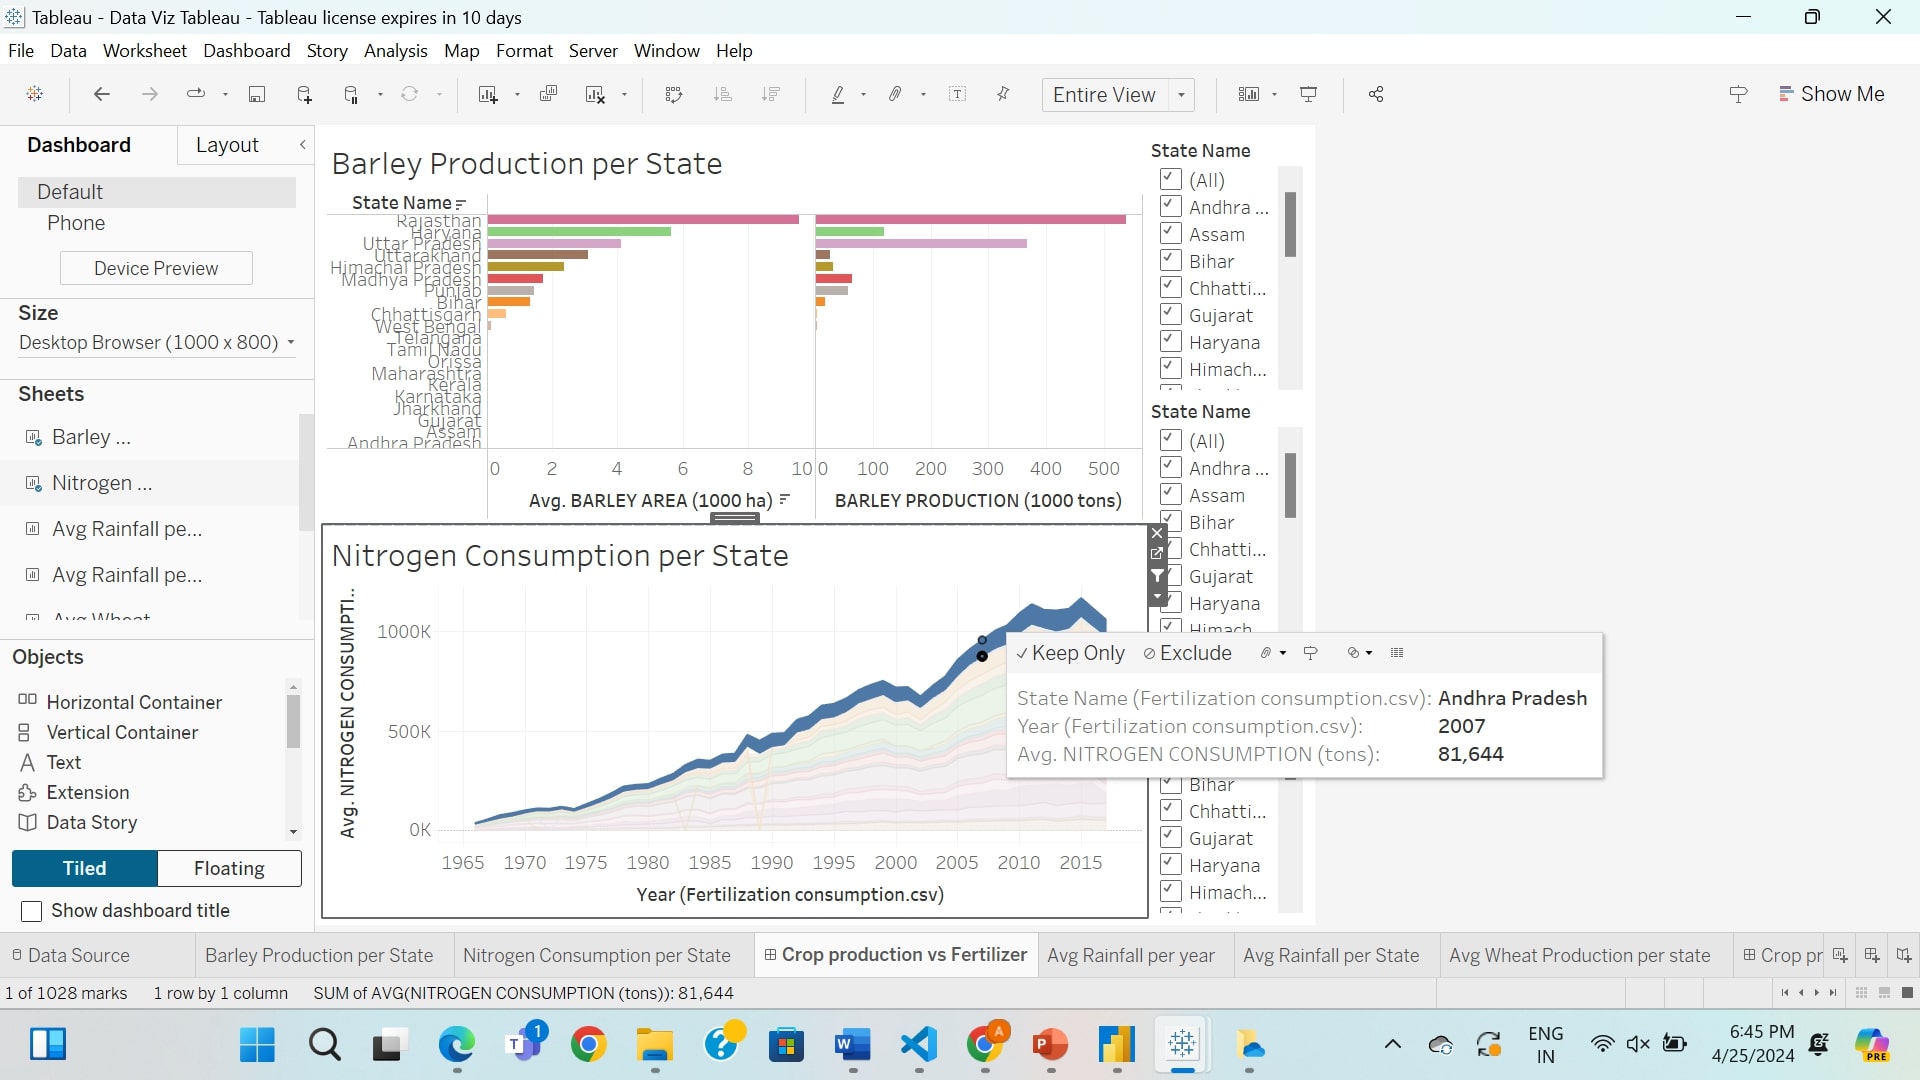 Tableau - Data Viz Tableau - Tableau license expires in 10 days
File Data Worksheet Dashboard Story Analysis Map Format Server Window Help
Entire View
Show Me
Dashboard
Layout
Default
Phone
Device Preview
Size
Desktop Browser (1000 x 800)
Sheets
Barley ...
Nitrogen ...
Avg Rainfall pe...
Avg Rainfall pe...
Avg Wheat
Objects
Horizontal Container
Vertical Container
Text
Extension
Data Story
Tiled
Floating
Show dashboard title
Barley Production per State
State Name
Rajasthan
Haryana
Uttar Pradesh
Uttarakhand
Himachal Pradesh
Madhya Pradesh
Punjab
Bihar
Chhattisgarh
West Bengal
Telangana
Tamil Nadu
Orissa
Maharashtra
Kerala
Karnataka
Jharkhand
Gujarat
Assam
Andhra Pradesh
0 2 4 6 8 10
0 100 200 300 400 500
Avg. BARLEY AREA (1000 ha)
BARLEY PRODUCTION (1000 tons)
Nitrogen Consumption per State
Avg. NITROGEN CONSUMPTI..
1000K
500K
0K
1965 1970 1975 1980 1985 1990 1995 2000 2005 2010 2015
Year (Fertilization consumption.csv)
Keep Only
Exclude
State Name (Fertilization consumption.csv): Andhra Pradesh
Year (Fertilization consumption.csv): 2007
Avg. NITROGEN CONSUMPTION (tons): 81,644
State Name
(All)
Andhra ...
Assam
Bihar
Chhatti...
Gujarat
Haryana
Himach...
State Name
(All)
Andhra ...
Assam
Bihar
Chhatti...
Gujarat
Haryana
Himach
Bihar
Chhatti...
Gujarat
Haryana
Himach...
Data Source
Barley Production per State
Nitrogen Consumption per State
Crop production vs Fertilizer
Avg Rainfall per year
Avg Rainfall per State
Avg Wheat Production per state
Crop pr
1 of 1028 marks
1 row by 1 column
SUM of AVG(NITROGEN CONSUMPTION (tons)): 81,644
1
A
ENG
IN
6:45 PM
4/25/2024
PRE